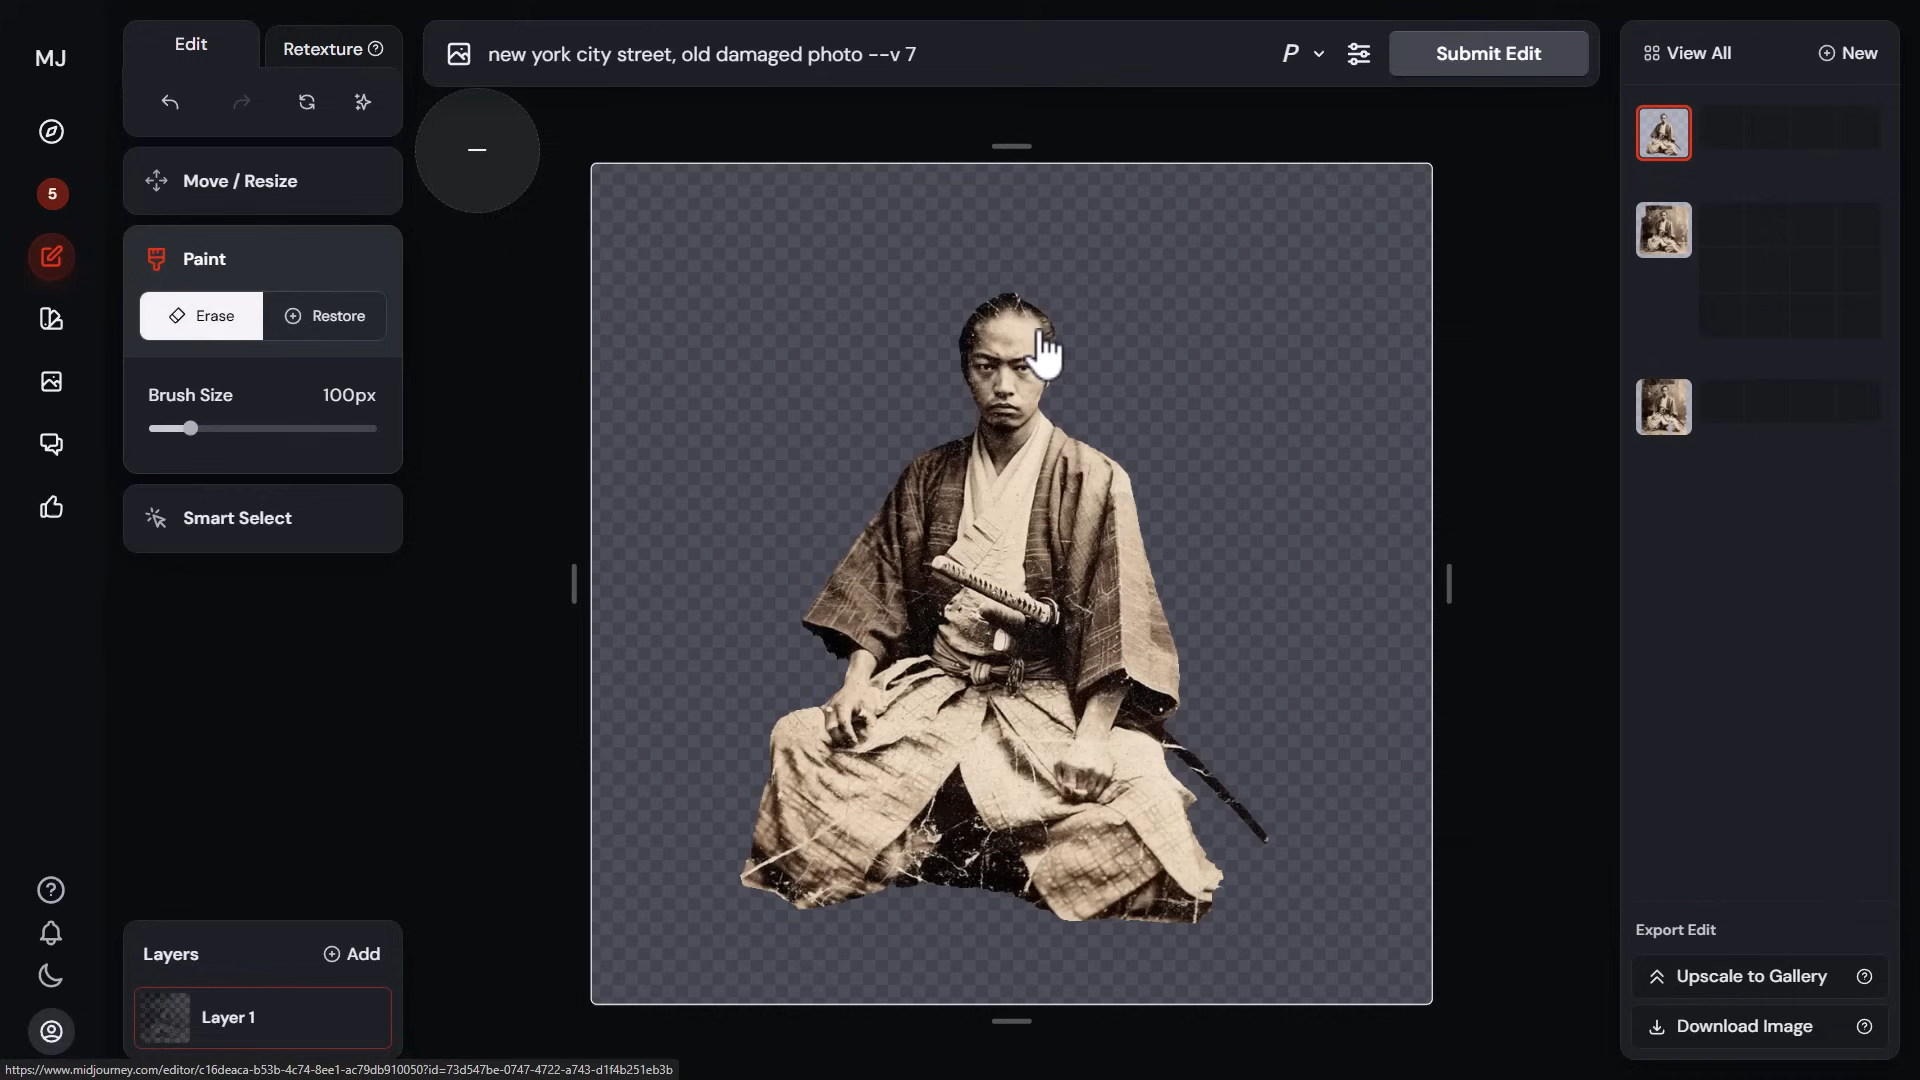 MJ
Edit
Retexture
new york city street, old damaged photo --v 7
P
Submit Edit
View All
New
5
Move / Resize
Paint
Erase
Restore
Brush Size
100px
Smart Select
Layers
Add
Layer 1
Export Edit
Upscale to Gallery
Download Image
https://www.midjourney.com/editor/c16deaca-b53b-4c74-8ee1-ac79db910050?id=73d547be-0747-4722-a743-d1f4b251eb3b